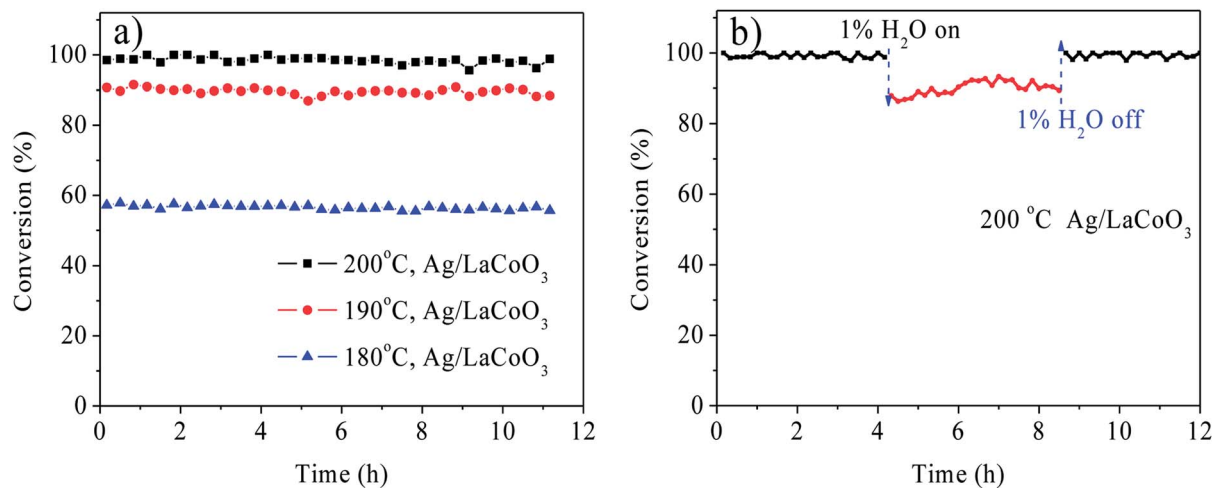 a)
100
80
60
40
20
0
Conversion (%)
200°C, Ag/LaCoO₃
190°C, Ag/LaCoO₃
180°C, Ag/LaCoO₃
0 2 4 6 8 10 12
Time (h)
b)
1% H₂O on
1% H₂O off
200 °C Ag/LaCoO₃
100
80
60
40
20
0
Conversion (%)
0 2 4 6 8 10 12
Time (h)